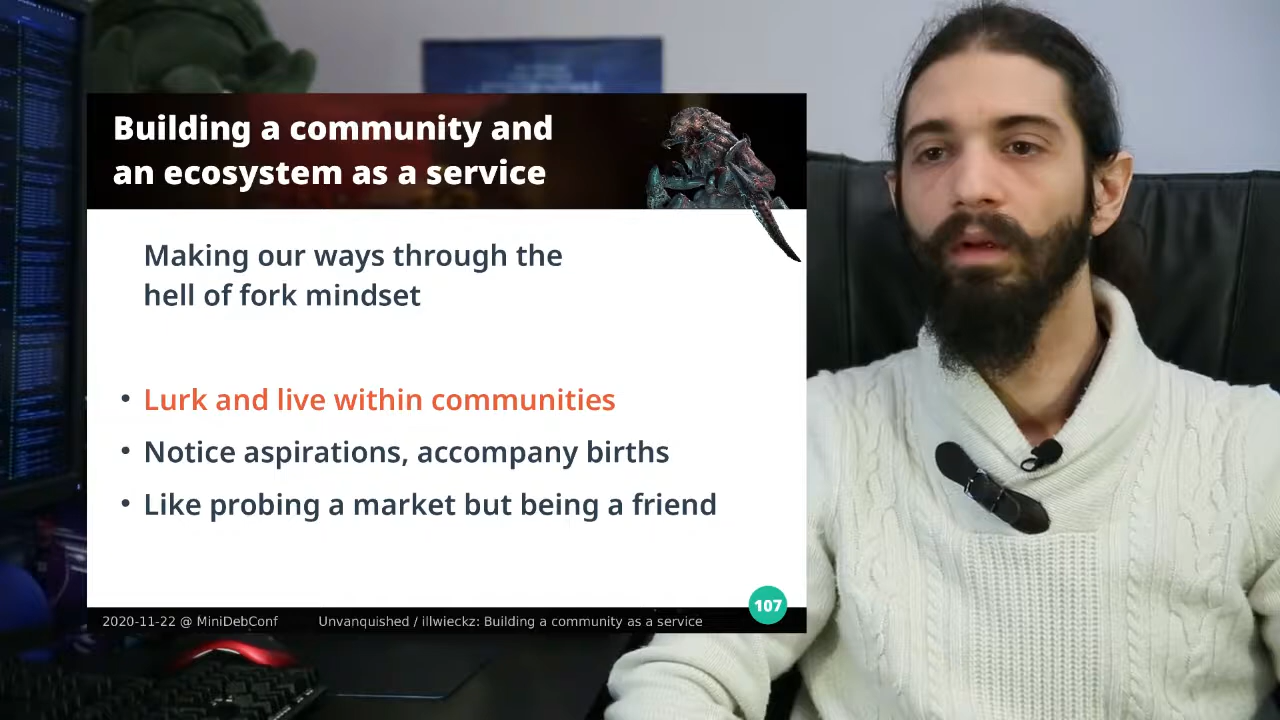 Building a community and
an ecosystem as a service
Making our ways through the
hell of fork mindset
• Lurk and live within communities
• Notice aspirations, accompany births
• Like probing a market but being a friend
107
2020-11-22 @ MiniDebConf
Unvanquished / illwieckz: Building a community as a service